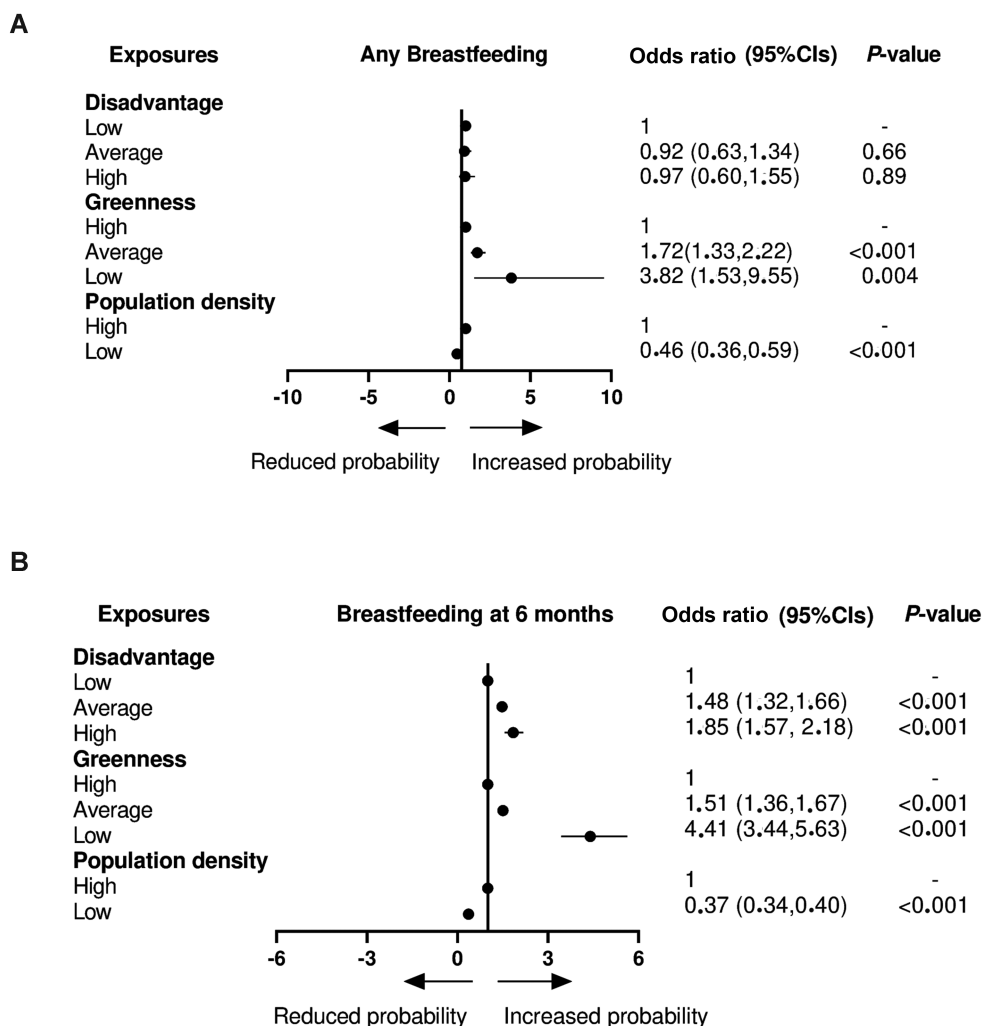 A
Exposures Any Breastfeeding Odds ratio (95%CIs) P-value
Disadvantage
Low 1 -
Average 0.92 (0.63,1.34) 0.66
High 0.97 (0.60,1.55) 0.89
Greenness
High 1 -
Average 1.72(1.33,2.22) <0.001
Low 3.82 (1.53,9.55) 0.004
Population density
High 1 -
Low 0.46 (0.36,0.59) <0.001
-10 -5 0 5 10
Reduced probability Increased probability
B
Exposures Breastfeeding at 6 months Odds ratio (95%CIs) P-value
Disadvantage
Low 1 -
Average 1.48 (1.32,1.66) <0.001
High 1.85 (1.57, 2.18) <0.001
Greenness
High 1 -
Average 1.51 (1.36,1.67) <0.001
Low 4.41 (3.44,5.63) <0.001
Population density
High 1 -
Low 0.37 (0.34,0.40) <0.001
-6 -3 0 3 6
Reduced probability Increased probability